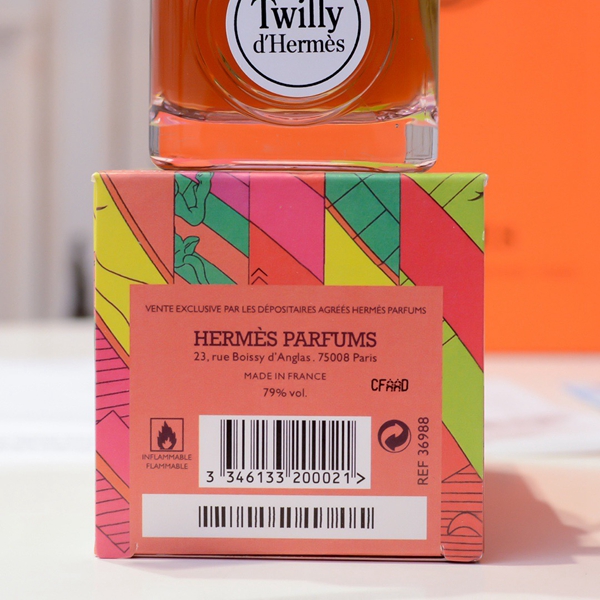 Twilly
d'Hermès
VENTE EXCLUSIVE PAR LES DÉPOSITAIRES AGRÉÉS HERMÈS PARFUMS
HERMÈS PARFUMS
23, rue Boissy d'Anglas. 75008 Paris
MADE IN FRANCE
79% vol.
CFAAD
INFLAMMABLE
FLAMMABLE
3 346133 200021 >
REF 36988